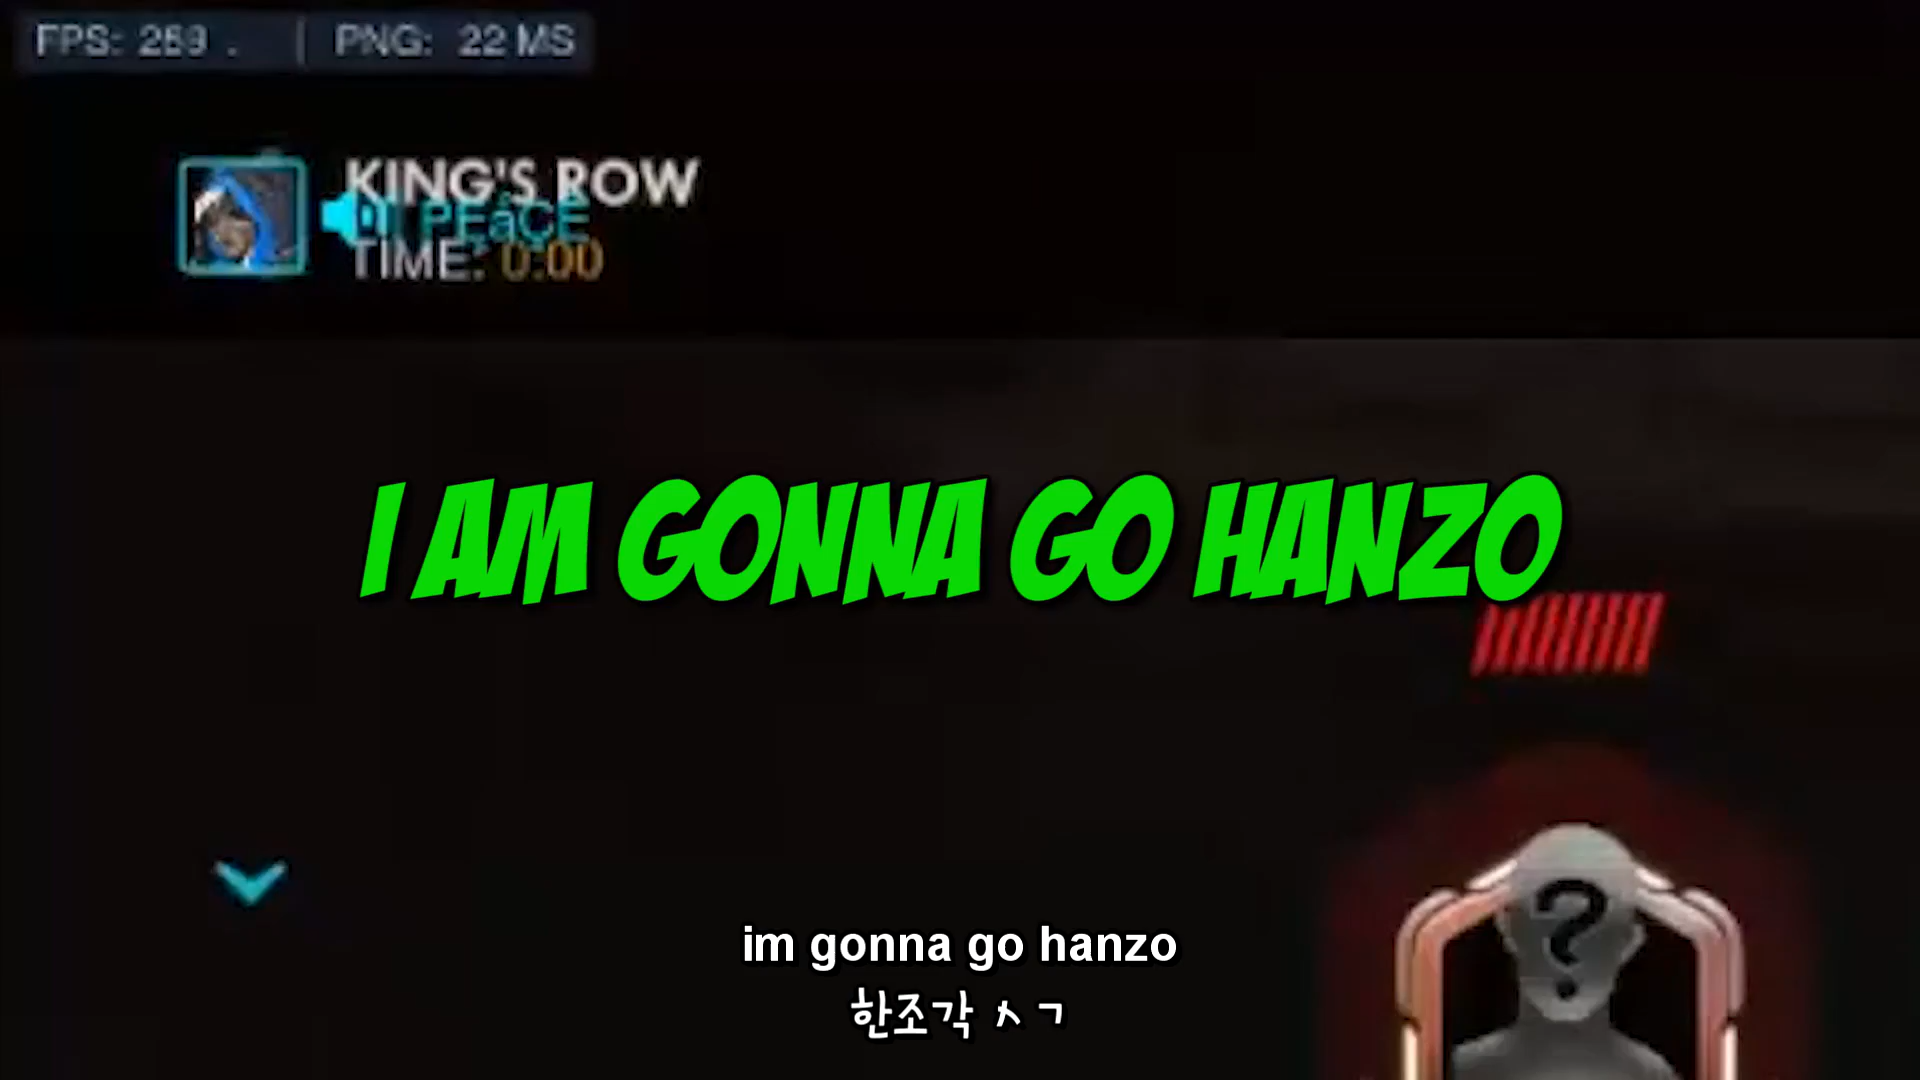 FPS: 269 . | PNG: 22 MS
KING'S ROW
TIME: 0:00
I AM GONNA GO HANZO
?
im gonna go hanzo
한조각 ㅅㄱ